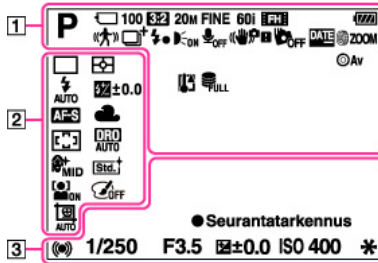 1
P 100 3:2 20M FINE 60i FH
+ ON OFF OFF DATE ZOOM
Av
FULL
2
AUTO ±0.0
AF-S
DRO AUTO
MID Std.
ON OFF
AUTO
Seurantatarkennus
3
1/250 F3.5 ±0.0 ISO 400 *